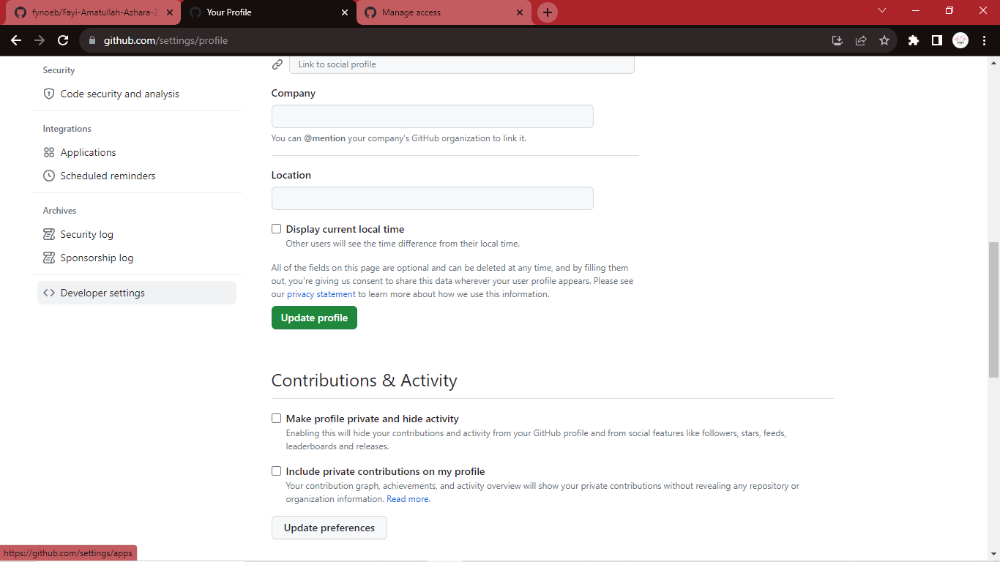 fynoeb/Fayi-Amatullah-Azhara-2
Your Profile
Manage access
github.com/settings/profile
Security
Code security and analysis
Integrations
Applications
Scheduled reminders
Archives
Security log
Sponsorship log
Developer settings
Link to social profile
Company
You can @mention your company's GitHub organization to link it.
Location
Display current local time
Other users will see the time difference from their local time.
All of the fields on this page are optional and can be deleted at any time, and by filling them
out, you're giving us consent to share this data wherever your user profile appears. Please see
our privacy statement to learn more about how we use this information.
Update profile
Contributions & Activity
Make profile private and hide activity
Enabling this will hide your contributions and activity from your GitHub profile and from social features like followers, stars, feeds,
leaderboards and releases.
Include private contributions on my profile
Your contribution graph, achievements, and activity overview will show your private contributions without revealing any repository or
organization information. Read more.
Update preferences
https://github.com/settings/apps